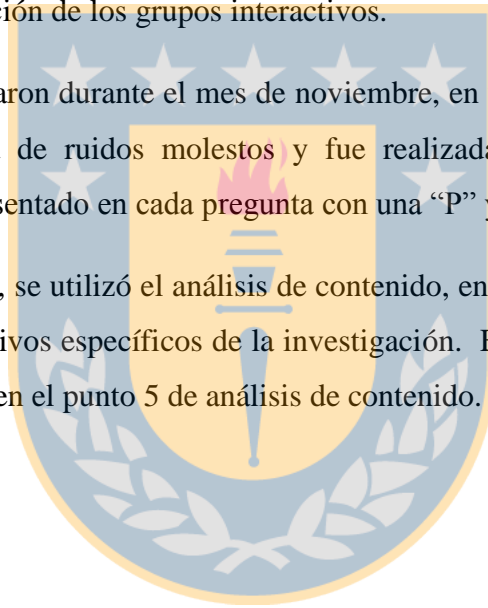 ción de los grupos interactivos.
aron durante el mes de noviembre, en
de ruidos molestos y fue realizada
sentado en cada pregunta con una “P” y
, se utilizó el análisis de contenido, en
ivos específicos de la investigación.
en el punto 5 de análisis de contenido.